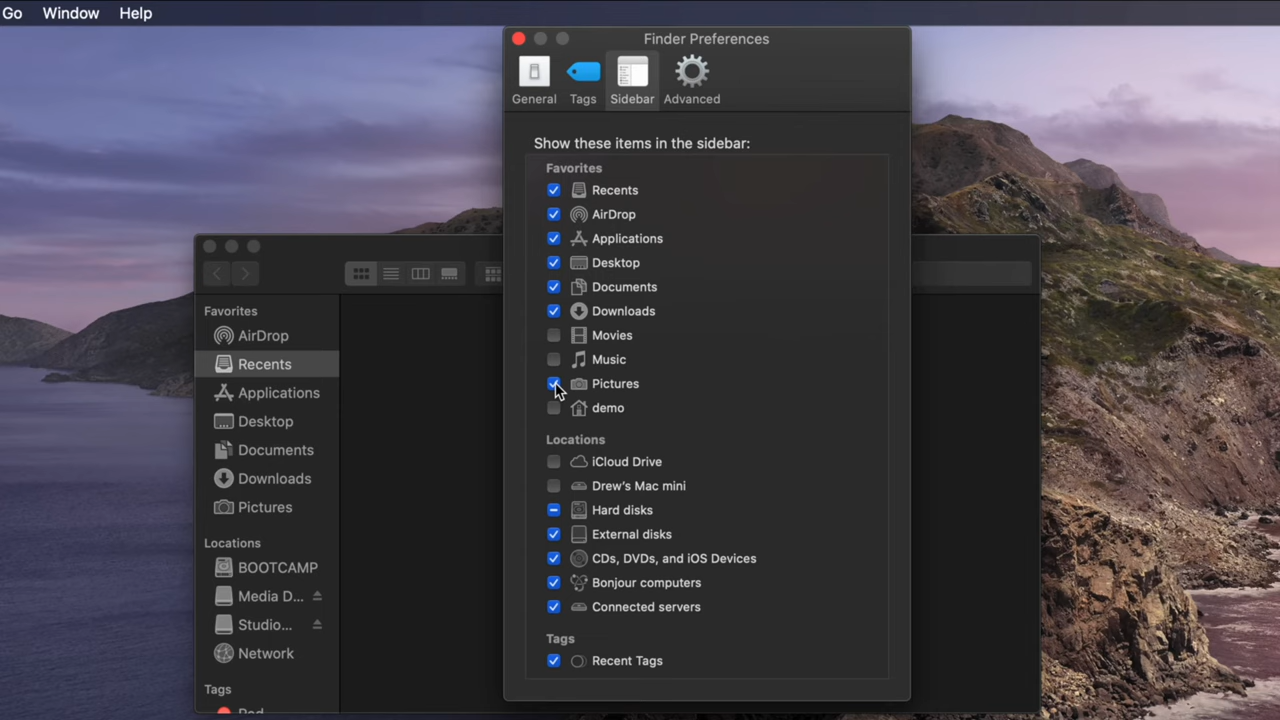 Go Window Help
Finder Preferences
General Tags Sidebar Advanced
Show these items in the sidebar:
Favorites
Recents
AirDrop
Applications
Desktop
Documents
Downloads
Movies
Music
Pictures
demo
Locations
iCloud Drive
Drew's Mac mini
Hard disks
External disks
CDs, DVDs, and iOS Devices
Bonjour computers
Connected servers
Tags
Recent Tags
Favorites
AirDrop
Recents
Applications
Desktop
Documents
Downloads
Pictures
Locations
BOOTCAMP
Media D...
Studio...
Network
Tags
Red